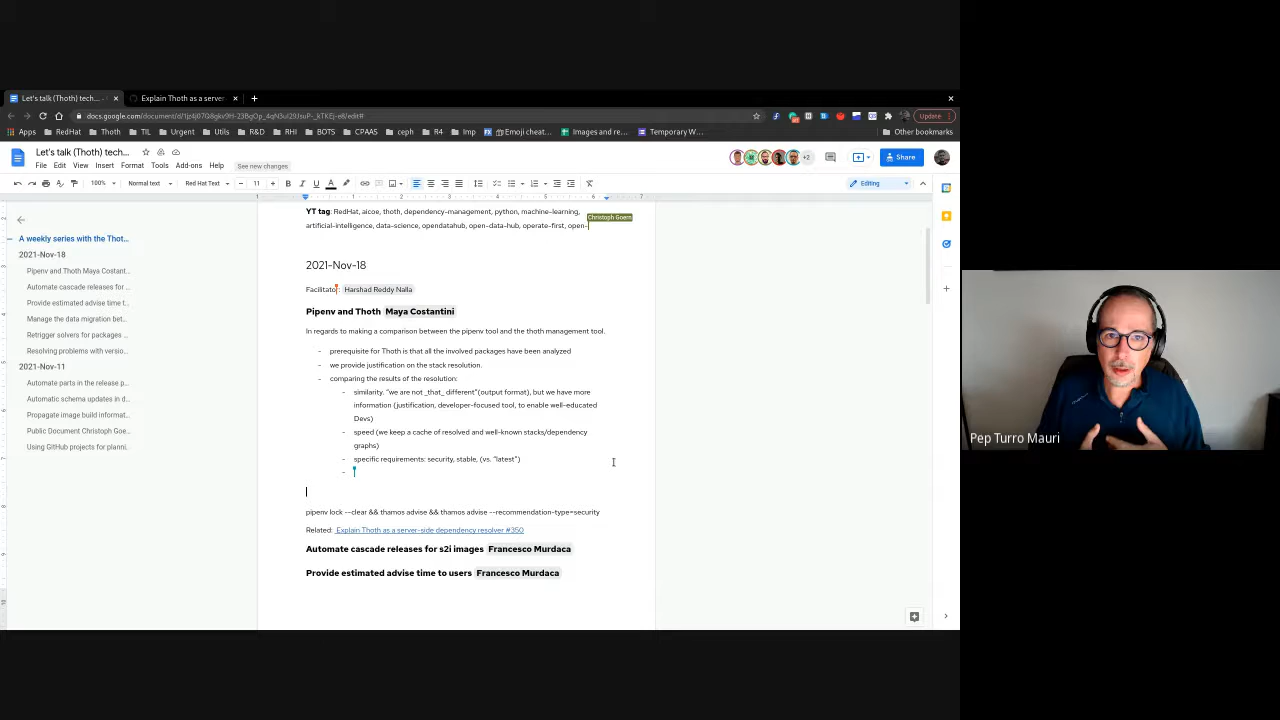 Let's talk (Thoth) tech...
Explain Thoth as a server
Update
Apps RedHat Thoth TIL Urgent Utils R&D RHI BOTS CPAAS ceph R4 Imp Emoji cheat... Images and re... Temporary W... Other bookmarks
Let's talk (Thoth) tech...
File Edit View Insert Format Tools Add-ons Help See new changes
+2
Share
100% Normal text Red Hat Text 11 Editing
A weekly series with the Thot...
2021-Nov-18
Pipenv and Thoth Maya Costant...
Automate cascade releases for ...
Provide estimated advise time t...
Manage the data migration bet...
Retrigger solvers for packages ...
Resolving problems with versio...
2021-Nov-11
Automate parts in the release p...
Automatic schema updates in d...
Propagate image build informat...
Public Document Christoph Goe...
Using GitHub projects for planni...
YT tag: RedHat, aicoe, thoth, dependency-management, python, machine-learning,
Christoph Goern
artificial-intelligence, data-science, opendatahub, open-data-hub, operate-first, open-
2021-Nov-18
Facilitator: Harshad Reddy Nalla
Pipenv and Thoth Maya Costantini
In regards to making a comparison between the pipenv tool and the thoth management tool.
- prerequisite for Thoth is that all the involved packages have been analyzed
- we provide justification on the stack resolution.
- comparing the results of the resolution:
- similarity. "we are not _that_ different"(output format), but we have more
information (justification, developer-focused tool, to enable well-educated
Devs)
- speed (we keep a cache of resolved and well-known stacks/dependency
graphs)
- specific requirements: security, stable, (vs. "latest")
-
pipenv lock --clear && thamos advise && thamos advise --recommendation-type=security
Related: Explain Thoth as a server-side dependency resolver #350
Automate cascade releases for s2i images Francesco Murdaca
Provide estimated advise time to users Francesco Murdaca
Pep Turro Mauri